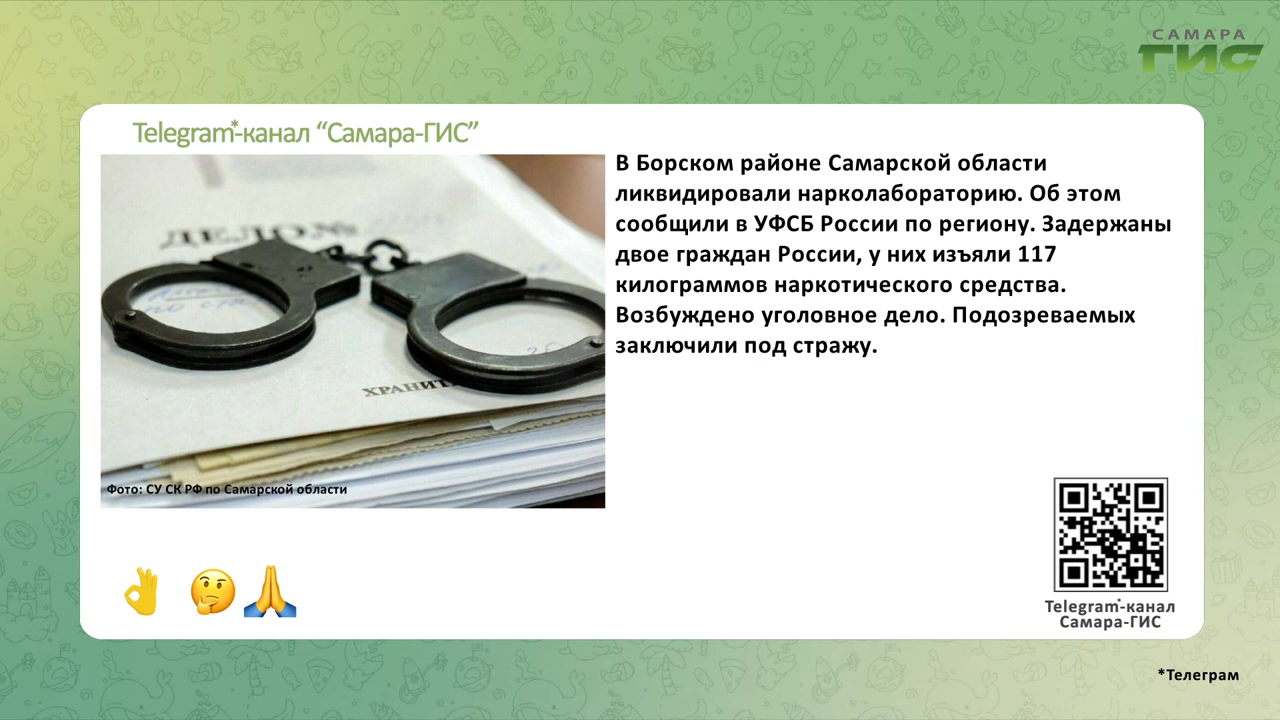 САМАРА
ГИС
Telegram*-канал “Самара-ГИС”
В Борском районе Самарской области
ликвидировали нарколабораторию. Об этом
сообщили в УФСБ России по региону. Задержаны
двое граждан России, у них изъяли 117
килограммов наркотического средства.
Возбуждено уголовное дело. Подозреваемых
заключили под стражу.
ДЕЛО №
ХРАНИТ
Фото: СУ СК РФ по Самарской области
Telegram*-канал
Самара-ГИС
*Телеграм